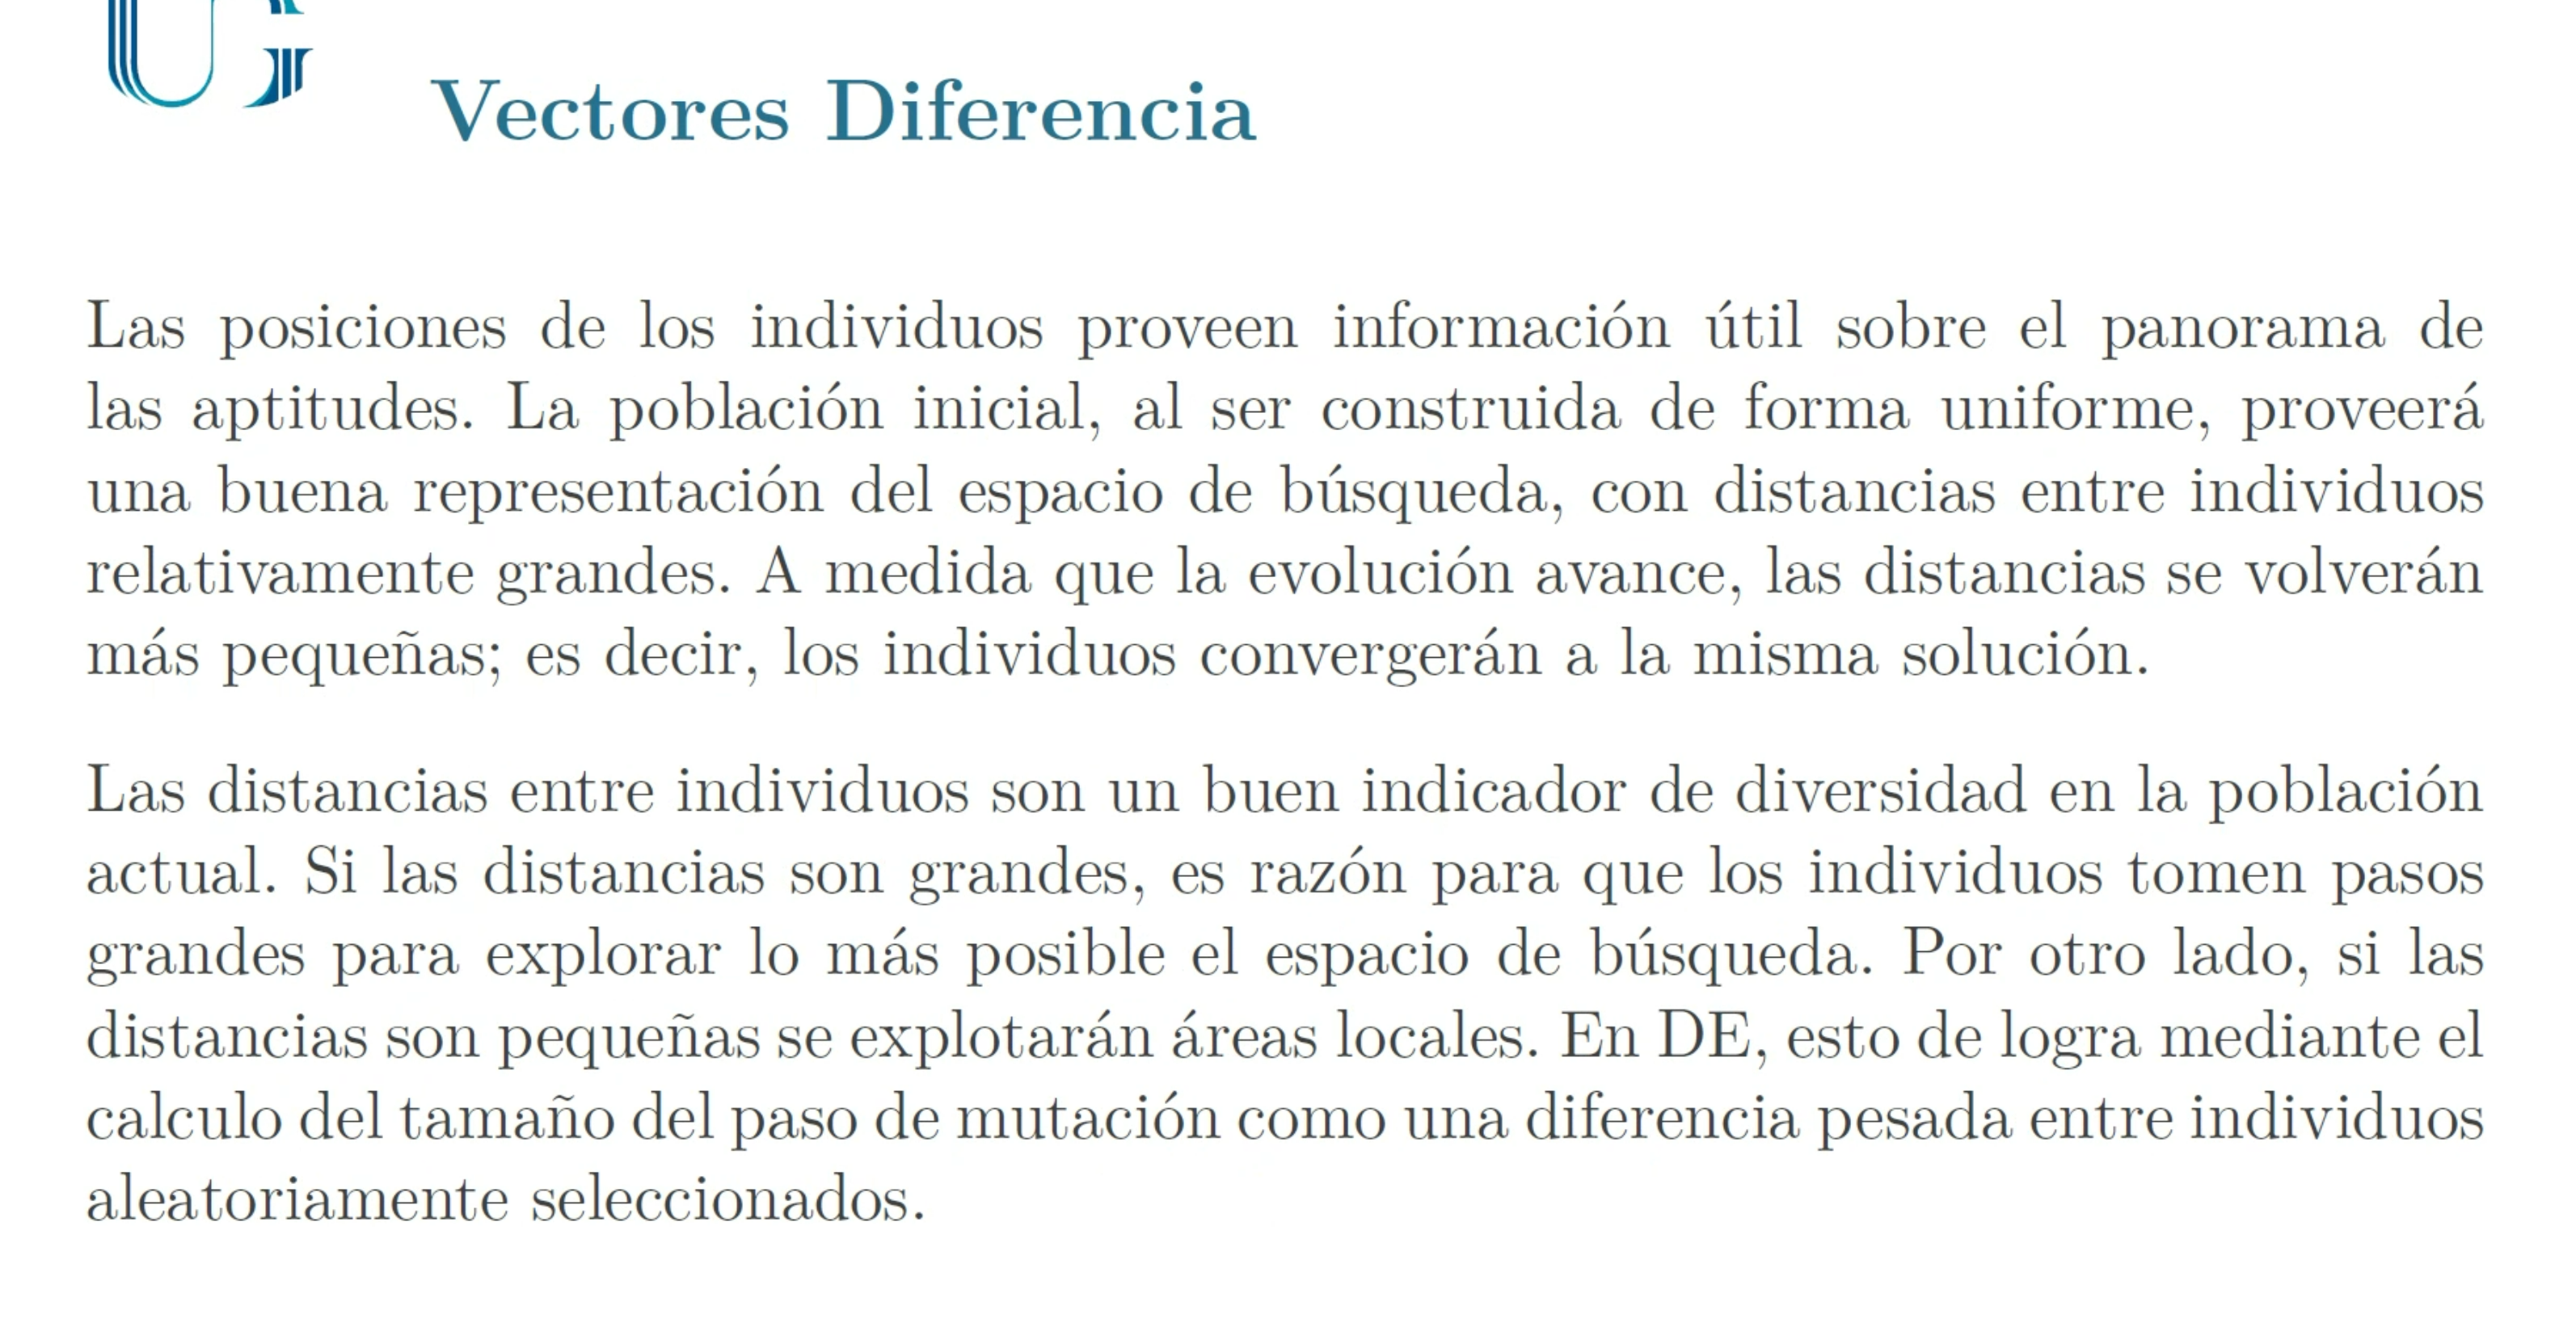 Vectores Diferencia
Las posiciones de los individuos proveen información útil sobre el panorama de
las aptitudes. La población inicial, al ser construida de forma uniforme, proveerá
una buena representación del espacio de búsqueda, con distancias entre individuos
relativamente grandes. A medida que la evolución avance, las distancias se volverán
más pequeñas; es decir, los individuos convergerán a la misma solución.
Las distancias entre individuos son un buen indicador de diversidad en la población
actual. Si las distancias son grandes, es razón para que los individuos tomen pasos
grandes para explorar lo más posible el espacio de búsqueda. Por otro lado, si las
distancias son pequeñas se explotarán áreas locales. En DE, esto de logra mediante el
calculo del tamaño del paso de mutación como una diferencia pesada entre individuos
aleatoriamente seleccionados.